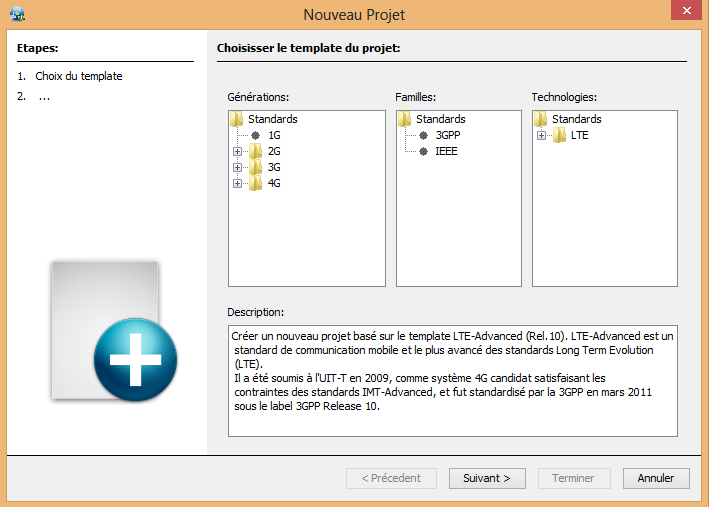 Nouveau Projet
Etapes:
1. Choix du template
2. ...
Choisisser le template du projet:
Générations:
Standards
1G
2G
3G
4G
Familles:
Standards
3GPP
IEEE
Technologies:
Standards
LTE
Description:
Créer un nouveau projet basé sur le template LTE-Advanced (Rel.10). LTE-Advanced est un
standard de communication mobile et le plus avancé des standards Long Term Evolution
(LTE).
Il a été soumis à l'UIT-T en 2009, comme système 4G candidat satisfaisant les
contraintes des standards IMT-Advanced, et fut standardisé par la 3GPP en mars 2011
sous le label 3GPP Release 10.
< Précedent
Suivant >
Terminer
Annuler